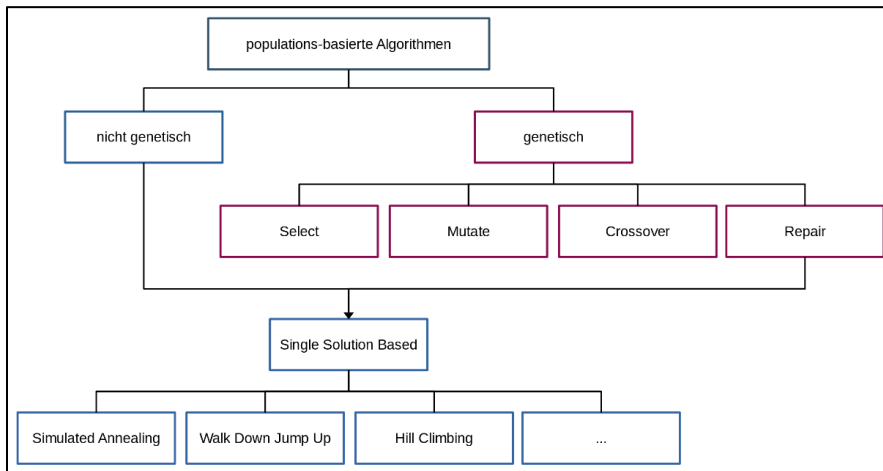 populations-basierte Algorithmen
nicht genetisch
genetisch
Select
Mutate
Crossover
Repair
Single Solution Based
Simulated Annealing
Walk Down Jump Up
Hill Climbing
...